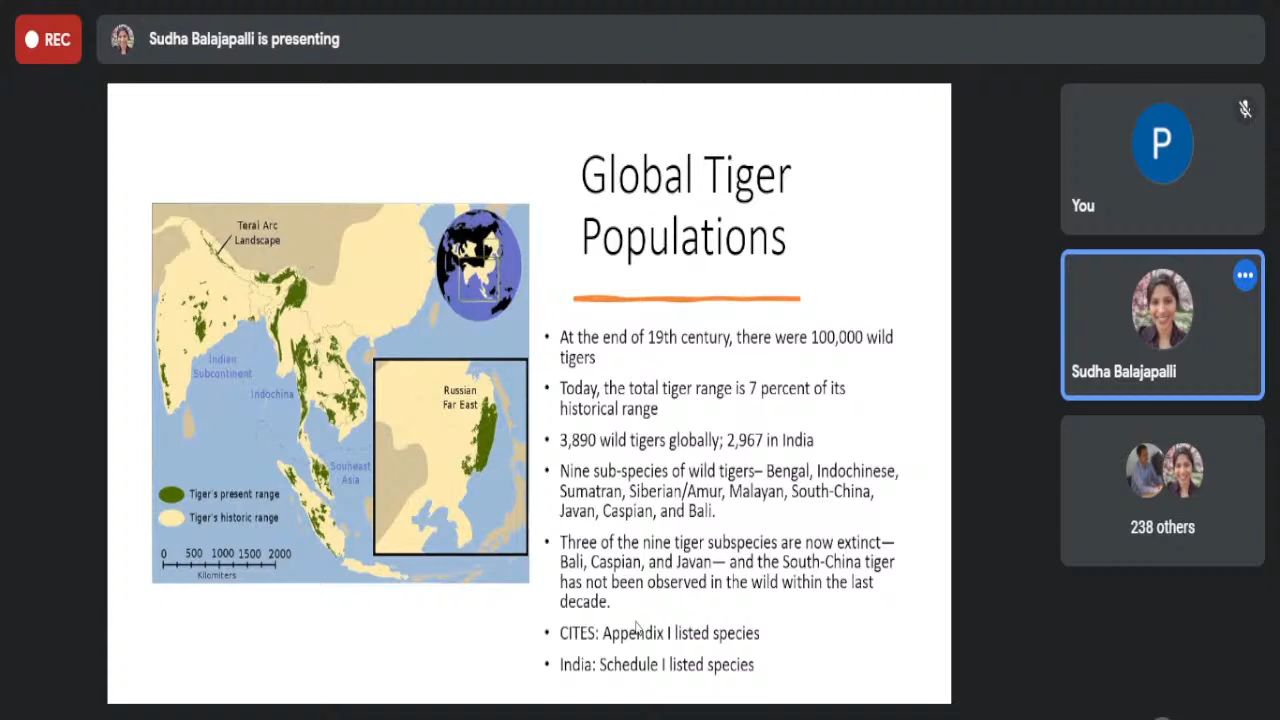 REC
Sudha Balajapalli is presenting
Global Tiger
Populations
Terai Arc
Landscape
Indian
Subcontinent
Indochina
Southeast
Asia
Russian
Far East
Tiger's present range
Tiger's historic range
0 500 1000 1500 2000
Kilimiters
• At the end of 19th century, there were 100,000 wild
tigers
• Today, the total tiger range is 7 percent of its
historical range
• 3,890 wild tigers globally; 2,967 in India
• Nine sub-species of wild tigers– Bengal, Indochinese,
Sumatran, Siberian/Amur, Malayan, South-China,
Javan, Caspian, and Bali.
• Three of the nine tiger subspecies are now extinct—
Bali, Caspian, and Javan— and the South-China tiger
has not been observed in the wild within the last
decade.
• CITES: Appendix I listed species
• India: Schedule I listed species
P
You
Sudha Balajapalli
238 others